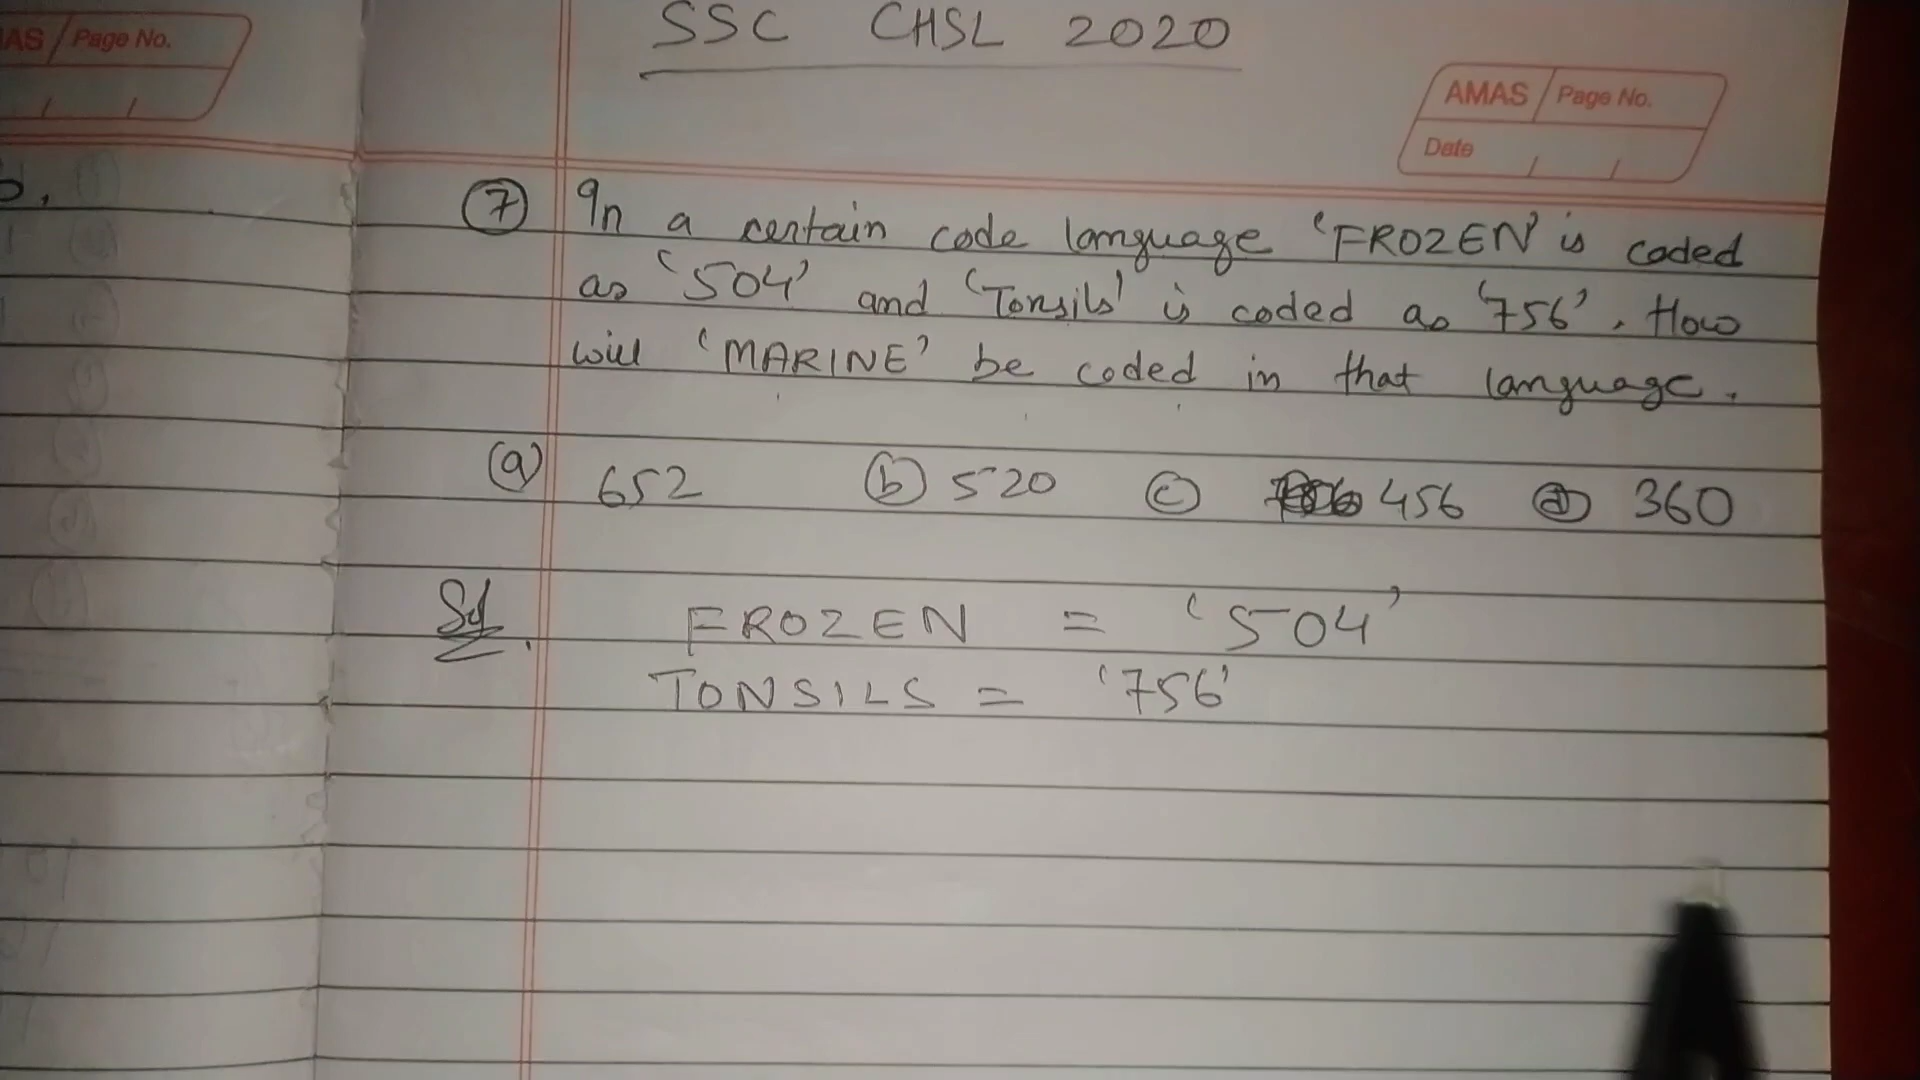 AS Page No.
SSC CHSL 2020
AMAS Page No.
Date
7 In a certain code language 'FROZEN' is coded
as '504' and 'Tonsils' is coded as '756'. How
will 'MARINE' be coded in that language.
(a) 652 (b) 520 (c) 456 (d) 360
Sol.
FROZEN = '504'
TONSILS = '756'